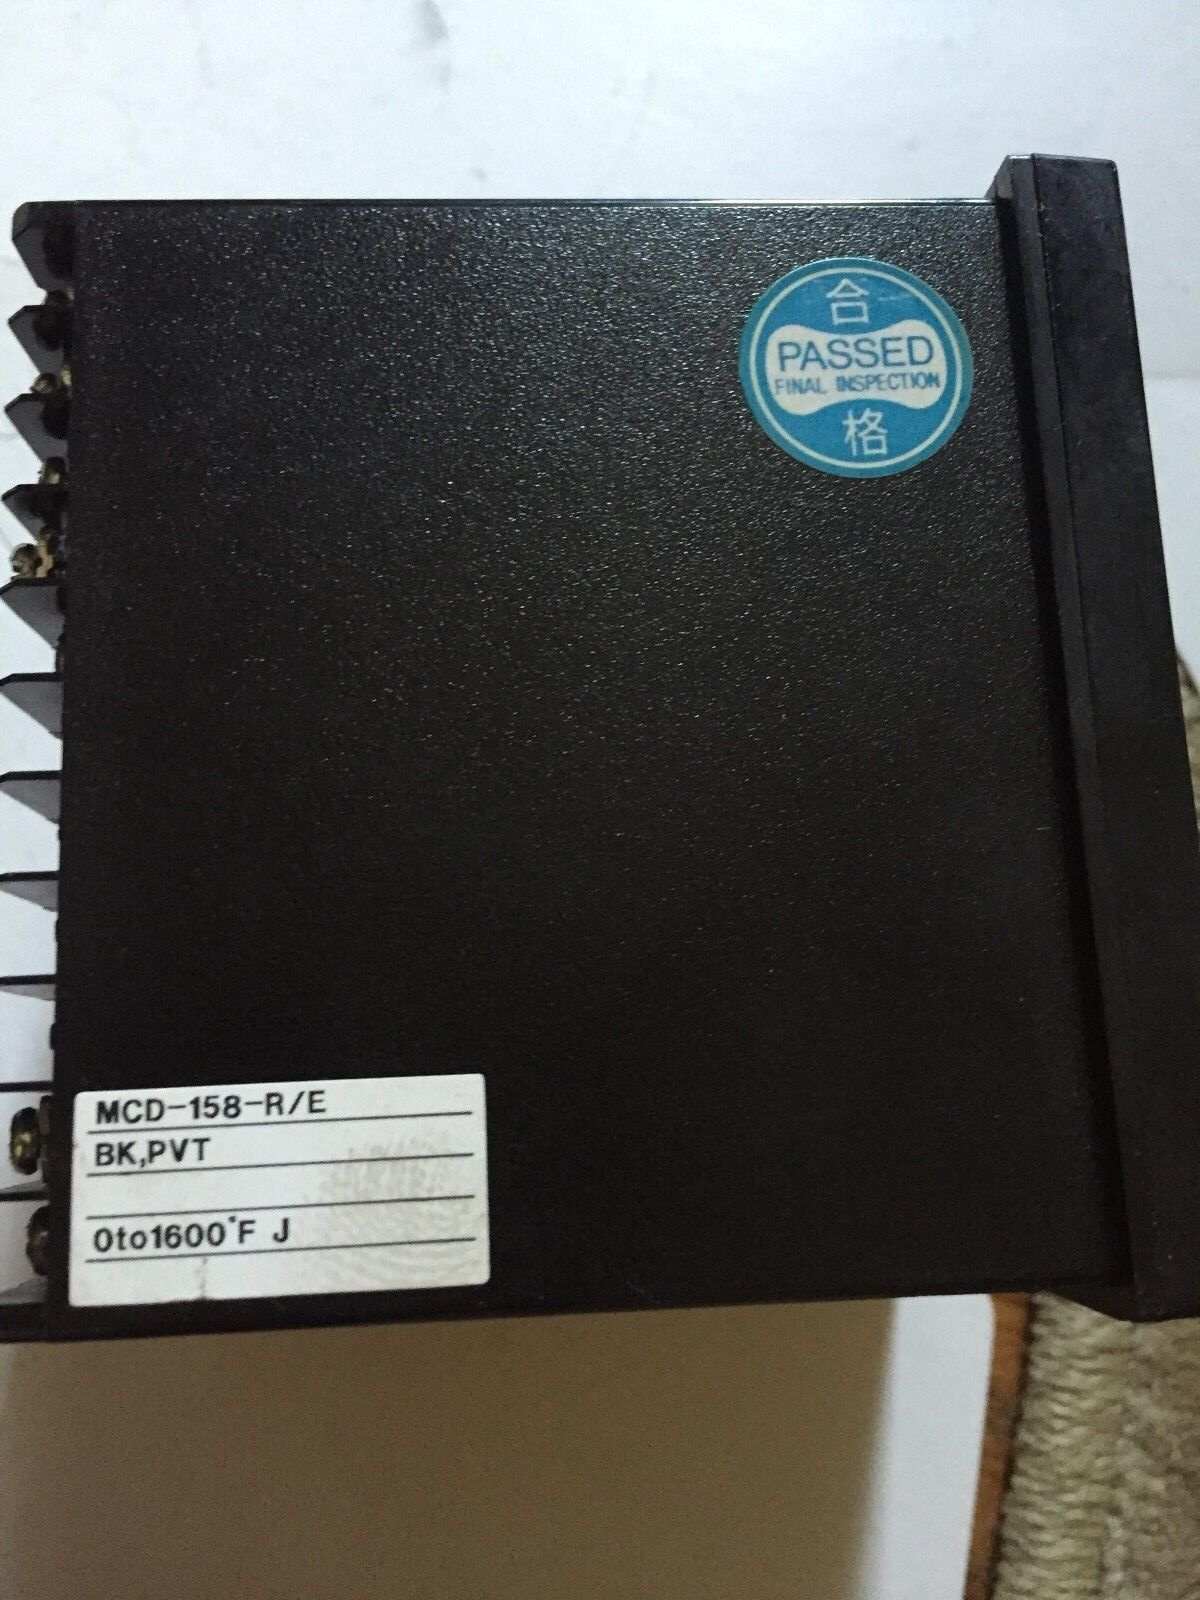 合
PASSED
FINAL INSPECTION
格
MCD-158-R/E
BK,PVT
0to1600°F J